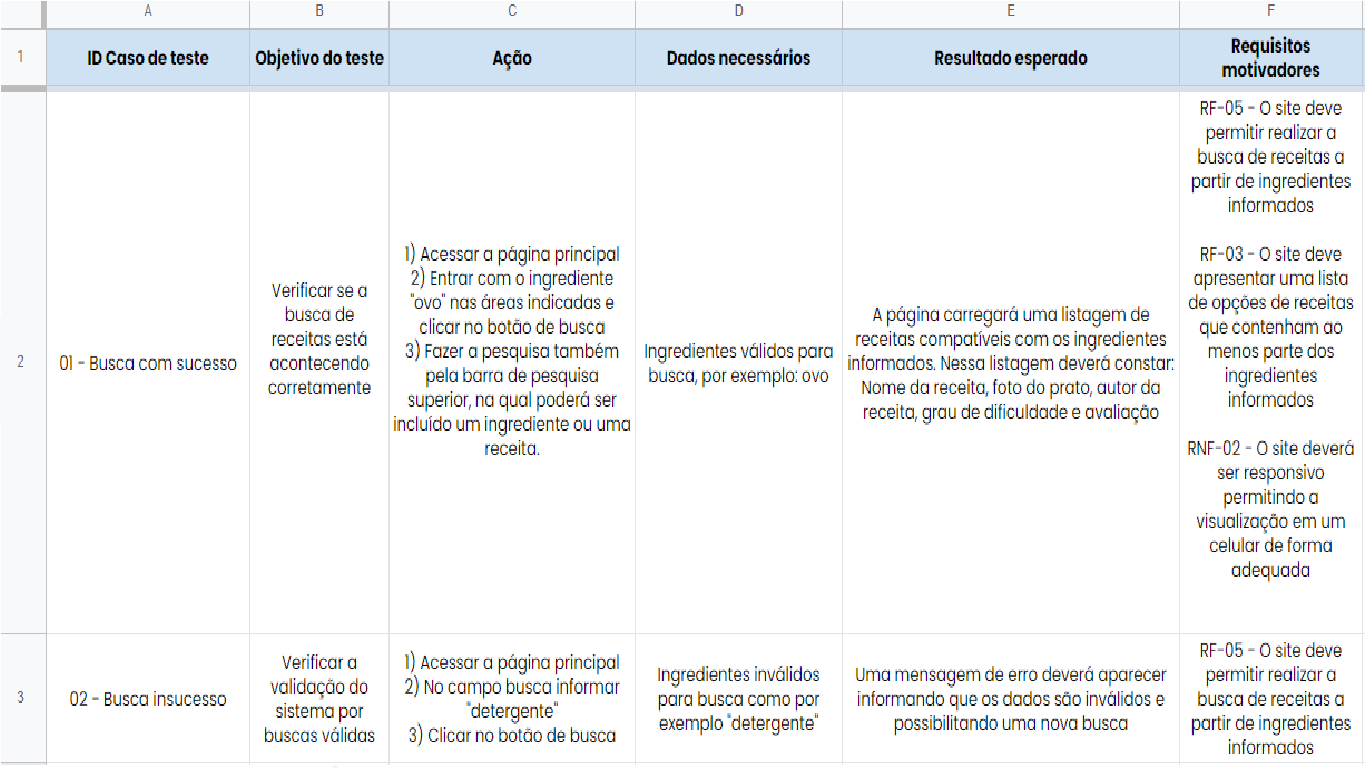 A B C D E F
1 ID Caso de teste Objetivo do teste Ação Dados necessários Resultado esperado Requisitos
motivadores
2
01 - Busca com sucesso
Verificar se a
busca de
receitas está
acontecendo
corretamente
1) Acessar a página principal
2) Entrar com o ingrediente
"ovo" nas áreas indicadas e
clicar no botão de busca
3) Fazer a pesquisa também
pela barra de pesquisa
superior, na qual poderá ser
incluído um ingrediente ou uma
receita.
Ingredientes válidos para
busca, por exemplo: ovo
A página carregará uma listagem de
receitas compatíveis com os ingredientes
informados. Nessa listagem deverá constar:
Nome da receita, foto do prato, autor da
receita, grau de dificuldade e avaliação
RF-05 - O site deve
permitir realizar a
busca de receitas a
partir de ingredientes
informados
RF-03 - O site deve
apresentar uma lista
de opções de receitas
que contenham ao
menos parte dos
ingredientes
informados
RNF-02 - O site deverá
ser responsivo
permitindo a
visualização em um
celular de forma
adequada
3
02 - Busca insucesso
Verificar a
validação do
sistema por
buscas válidas
1) Acessar a página principal
2) No campo busca informar
"detergente"
3) Clicar no botão de busca
Ingredientes inválidos
para busca como por
exemplo "detergente"
Uma mensagem de erro deverá aparecer
informando que os dados são inválidos e
possibilitando uma nova busca
RF-05 - O site deve
permitir realizar a
busca de receitas a
partir de ingredientes
informados